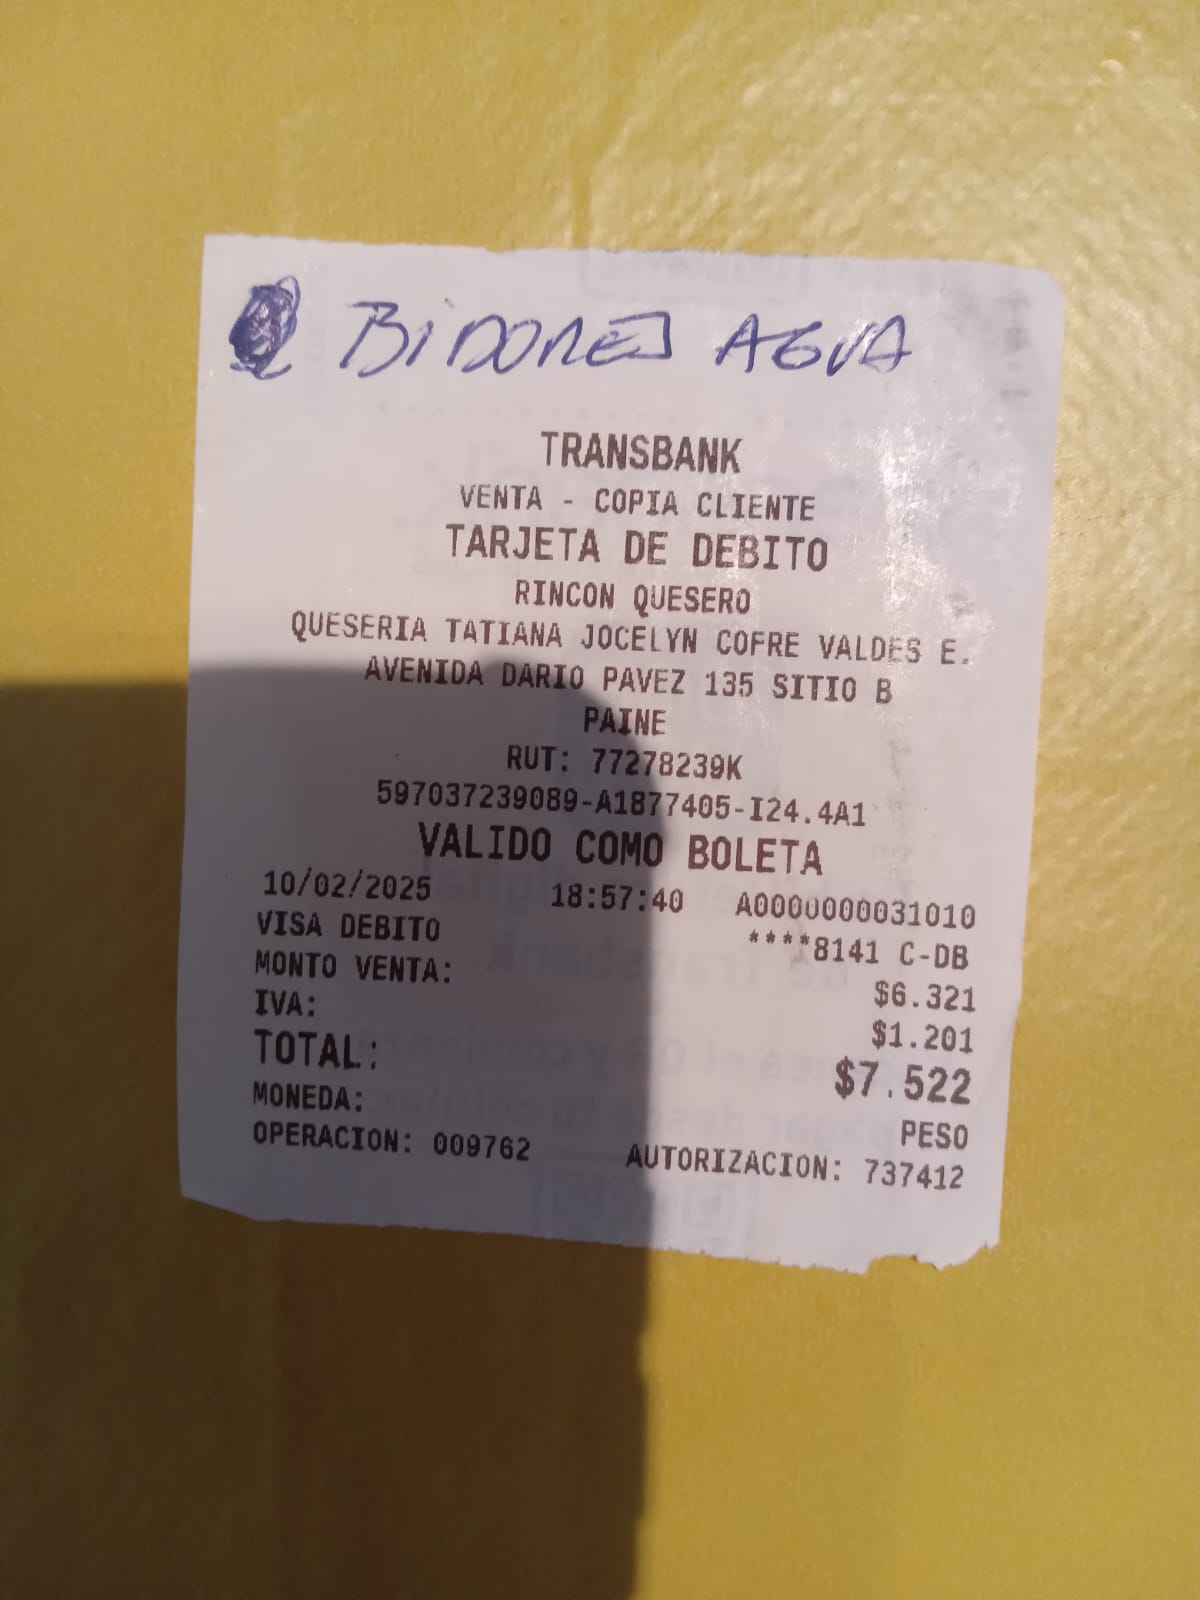 BIDONES AGUA
TRANSBANK
VENTA - COPIA CLIENTE
TARJETA DE DEBITO
RINCON QUESERO
QUESERIA TATIANA JOCELYN COFRE VALDES E.
AVENIDA DARIO PAVEZ 135 SITIO B
PAINE
RUT: 77278239K
597037239089-A1877405-I24.4A1
VALIDO COMO BOLETA
10/02/2025 18:57:40 A0000000031010
VISA DEBITO ****8141 C-DB
MONTO VENTA: $6.321
IVA: $1.201
TOTAL: $7.522
MONEDA: PESO
OPERACION: 009762 AUTORIZACION: 737412